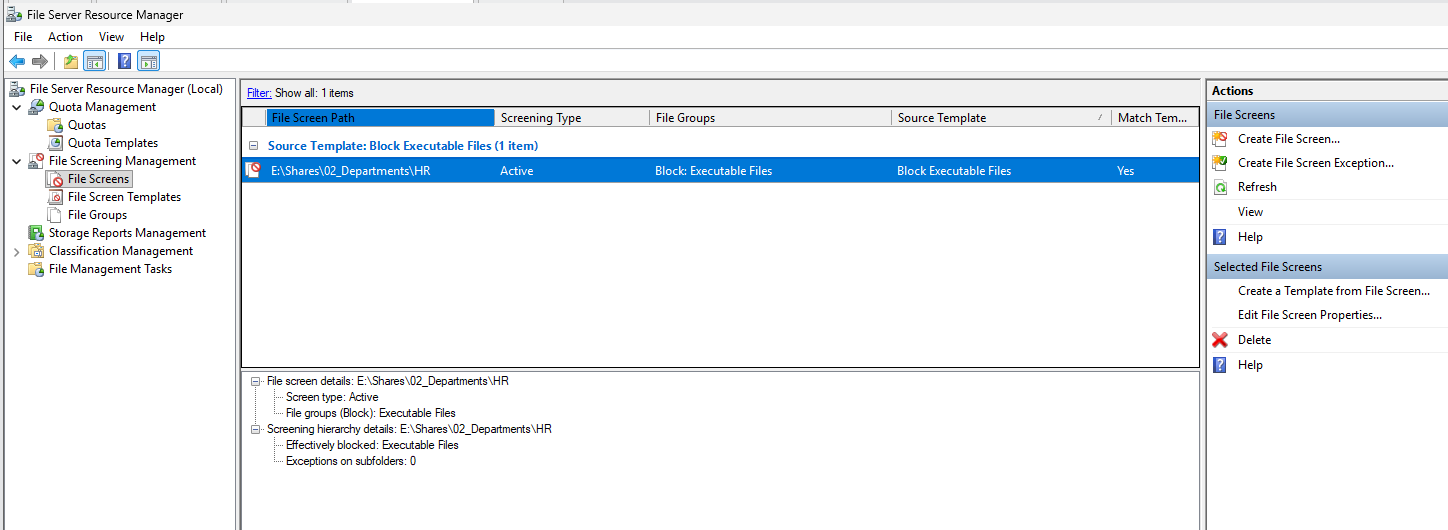 File Server Resource Manager
File Action View Help
File Server Resource Manager (Local)
Quota Management
Quotas
Quota Templates
File Screening Management
File Screens
File Screen Templates
File Groups
Storage Reports Management
Classification Management
File Management Tasks
Filter: Show all: 1 items
File Screen Path Screening Type File Groups Source Template Match Tem...
Source Template: Block Executable Files (1 item)
E:\Shares\02_Departments\HR Active Block: Executable Files Block Executable Files Yes
File screen details: E:\Shares\02_Departments\HR
Screen type: Active
File groups (Block): Executable Files
Screening hierarchy details: E:\Shares\02_Departments\HR
Effectively blocked: Executable Files
Exceptions on subfolders: 0
Actions
File Screens
Create File Screen...
Create File Screen Exception...
Refresh
View
Help
Selected File Screens
Create a Template from File Screen...
Edit File Screen Properties...
Delete
Help